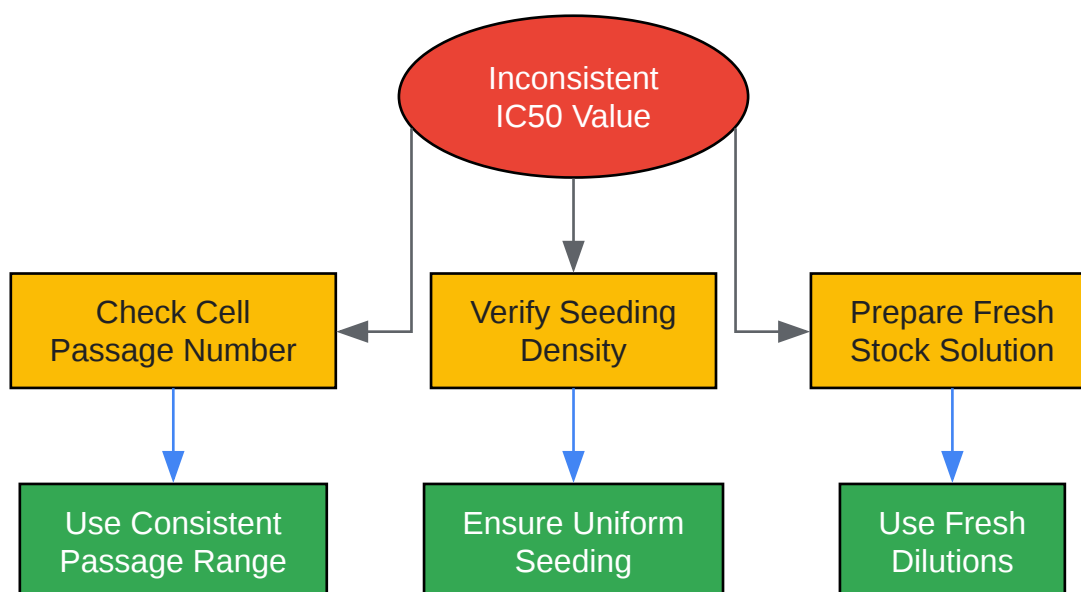 Inconsistent
IC50 Value
Check Cell
Passage Number
Verify Seeding
Density
Prepare Fresh
Stock Solution
Use Consistent
Passage Range
Ensure Uniform
Seeding
Use Fresh
Dilutions